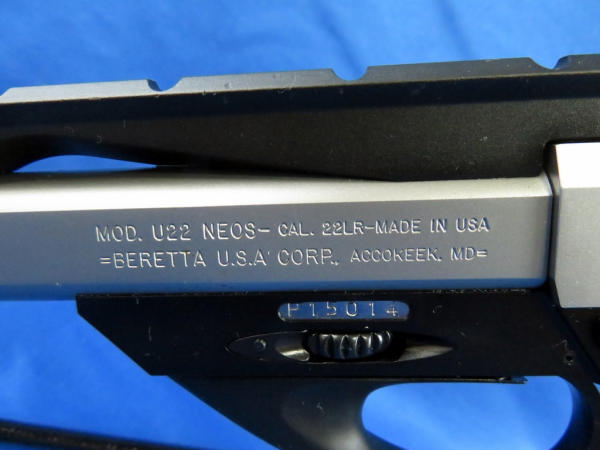 MOD. U22 NEOS- CAL. 22LR-MADE IN USA
=BERETTA U.S.A. CORP., ACCOKEEK, MD=
P15014